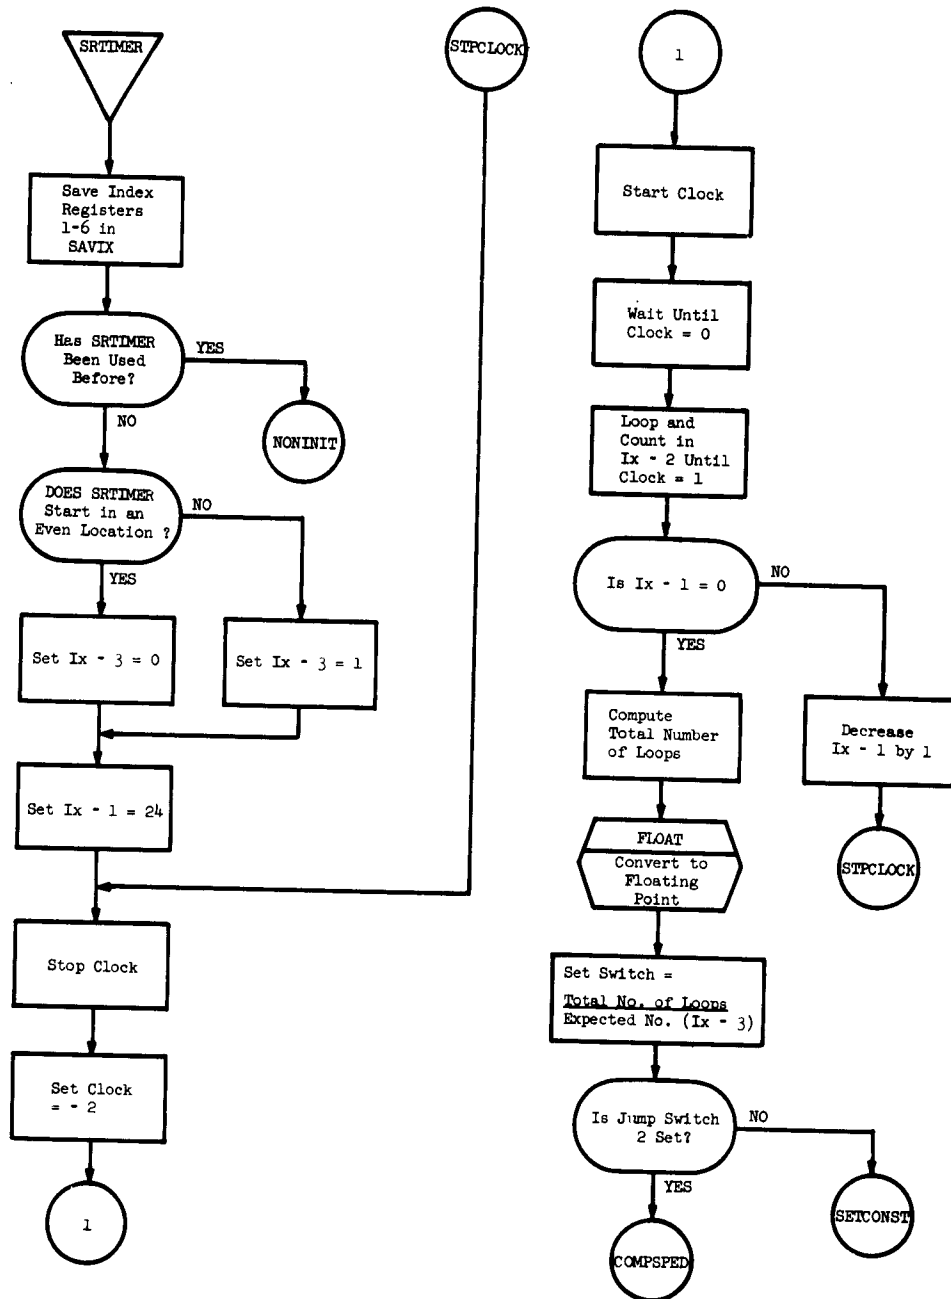 SRTIMER
Save Index
Registers
1-6 in
SAVIX
Has SRTIMER
Been Used
Before?
YES
NO
NONINIT
DOES SRTIMER
Start in an
Even Location ?
NO
YES
Set Ix - 3 = 0
Set Ix - 3 = 1
Set Ix - 1 = 24
Stop Clock
Set Clock
= - 2
1
STPCLOCK
1
Start Clock
Wait Until
Clock = 0
Loop and
Count in
Ix - 2 Until
Clock = 1
Is Ix - 1 = 0
NO
YES
Compute
Total Number
of Loops
Decrease
Ix - 1 by 1
STPCLOCK
FLOAT
Convert to
Floating
Point
Set Switch =
Total No. of Loops
Expected No. (Ix - 3)
Is Jump Switch
2 Set?
NO
YES
SETCONST
COMPSPED